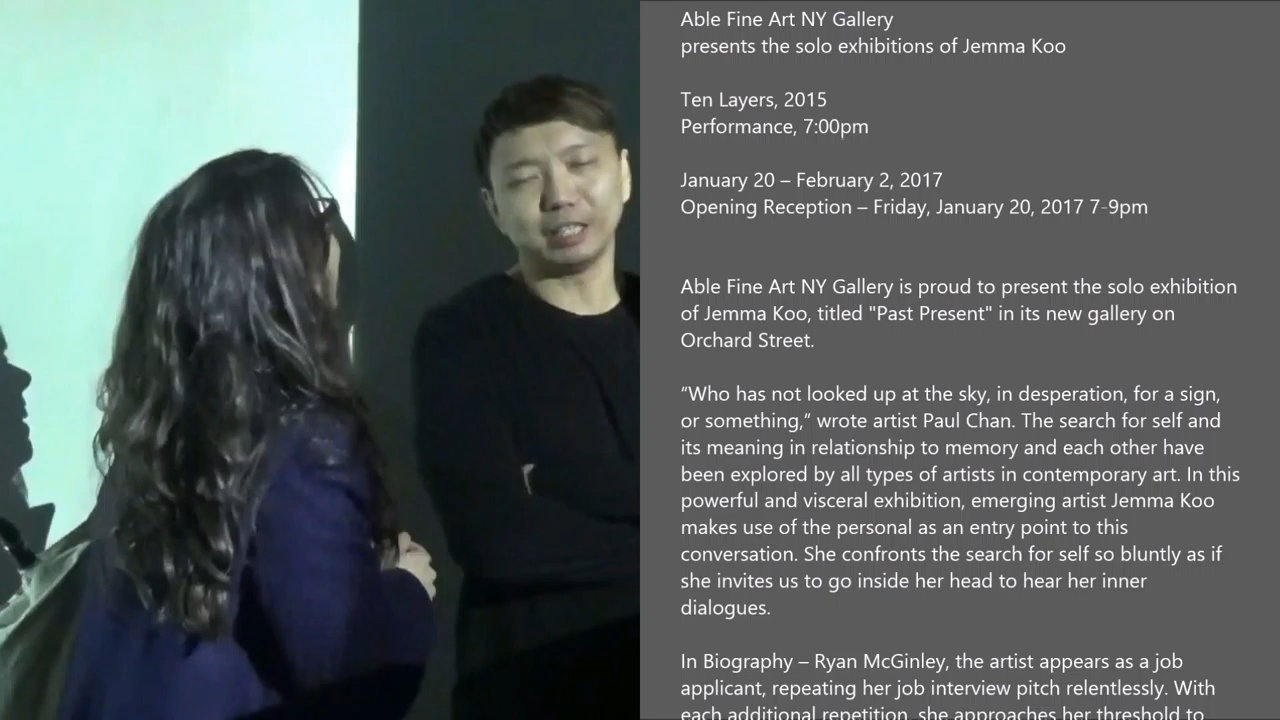 Able Fine Art NY Gallery
presents the solo exhibitions of Jemma Koo
Ten Layers, 2015
Performance, 7:00pm
January 20 – February 2, 2017
Opening Reception – Friday, January 20, 2017 7-9pm
Able Fine Art NY Gallery is proud to present the solo exhibition
of Jemma Koo, titled "Past Present" in its new gallery on
Orchard Street.
“Who has not looked up at the sky, in desperation, for a sign,
or something,” wrote artist Paul Chan. The search for self and
its meaning in relationship to memory and each other have
been explored by all types of artists in contemporary art. In this
powerful and visceral exhibition, emerging artist Jemma Koo
makes use of the personal as an entry point to this
conversation. She confronts the search for self so bluntly as if
she invites us to go inside her head to hear her inner
dialogues.
In Biography – Ryan McGinley, the artist appears as a job
applicant, repeating her job interview pitch relentlessly. With
each additional repetition, she approaches her threshold to